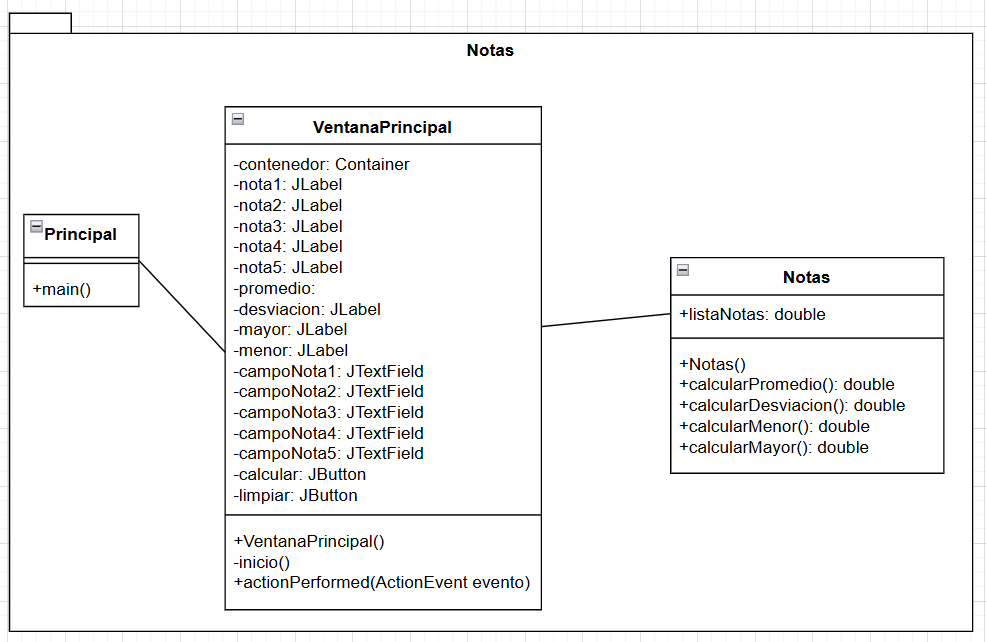 Notas
Principal
+main()
VentanaPrincipal
-contenedor: Container
-nota1: JLabel
-nota2: JLabel
-nota3: JLabel
-nota4: JLabel
-nota5: JLabel
-promedio:
-desviacion: JLabel
-mayor: JLabel
-menor: JLabel
-campoNota1: JTextField
-campoNota2: JTextField
-campoNota3: JTextField
-campoNota4: JTextField
-campoNota5: JTextField
-calcular: JButton
-limpiar: JButton
+VentanaPrincipal()
-inicio()
+actionPerformed(ActionEvent evento)
Notas
+listaNotas: double
+Notas()
+calcularPromedio(): double
+calcularDesviacion(): double
+calcularMenor(): double
+calcularMayor(): double